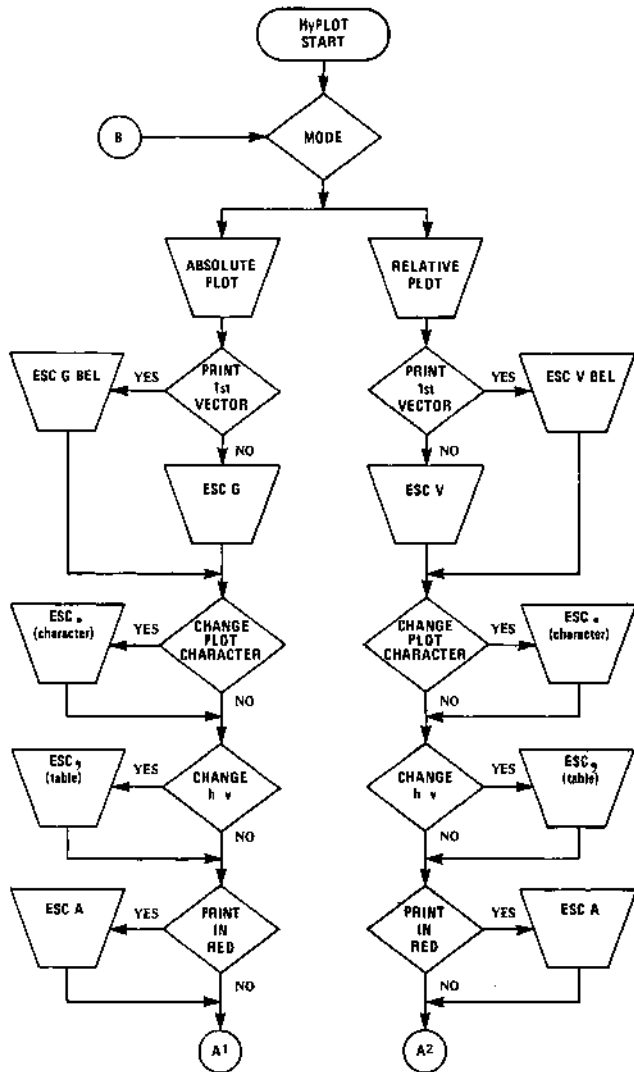 HyPLOT
START
B
MODE
ABSOLUTE
PLOT
RELATIVE
PLOT
ESC G BEL
YES
PRINT
1st
VECTOR
PRINT
1st
VECTOR
YES
ESC V BEL
NO
NO
ESC G
ESC V
ESC .
(character)
YES
CHANGE
PLOT
CHARACTER
CHANGE
PLOT
CHARACTER
YES
ESC .
(character)
NO
NO
ESC ,
(table)
YES
CHANGE
h v
CHANGE
h v
YES
ESC ,
(table)
NO
NO
ESC A
YES
PRINT
IN
RED
PRINT
IN
RED
YES
ESC A
NO
NO
A1
A2